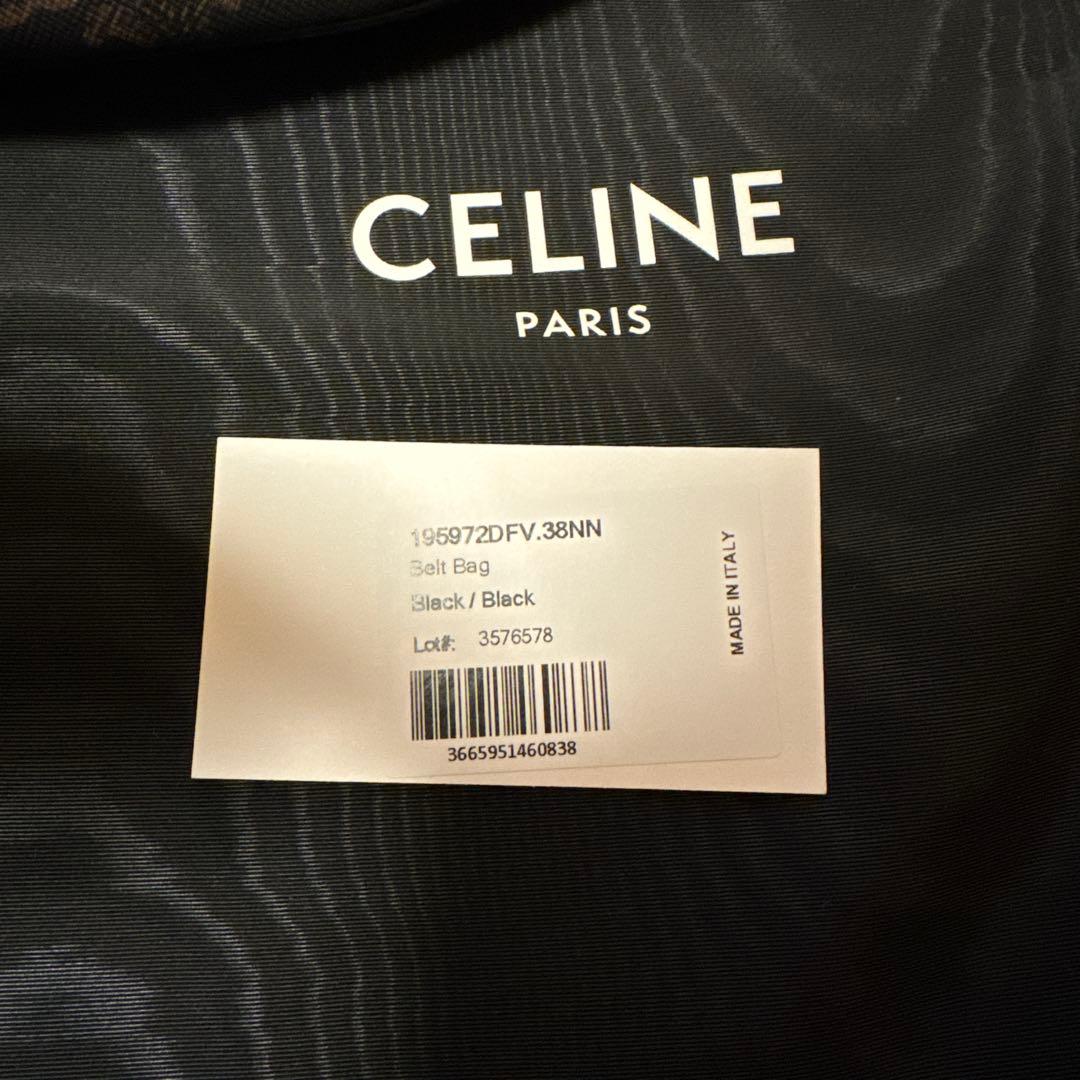 CELINE
PARIS
195972DFV.38NN
Belt Bag
Black / Black
Lot#: 3576578
3665951460838
MADE IN ITALY